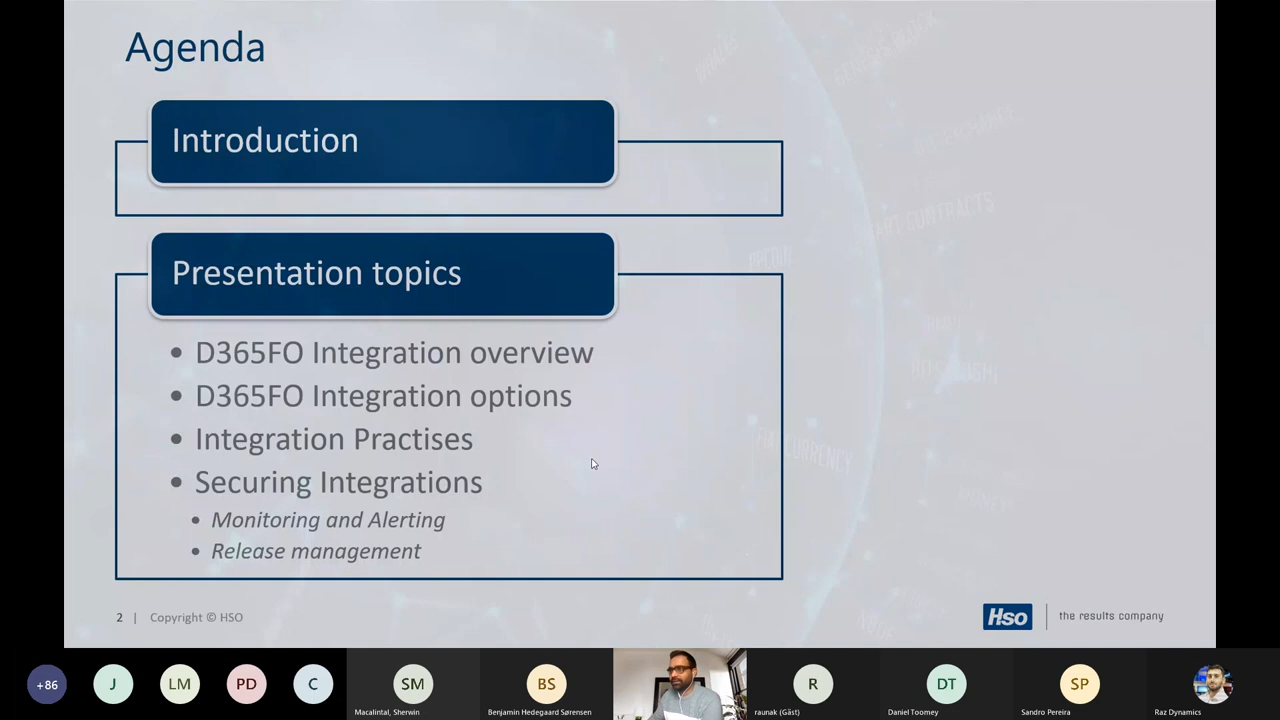 Agenda
Introduction
Presentation topics
• D365FO Integration overview
• D365FO Integration options
• Integration Practises
• Securing Integrations
• Monitoring and Alerting
• Release management
2 | Copyright © HSO
Hso | the results company
+86
J
LM
PD
C
SM
BS
R
DT
SP
Macalintal, Sherwin
Benjamin Hedegaard Sørensen
raunak (Gäst)
Daniel Toomey
Sandro Pereira
Raz Dynamics